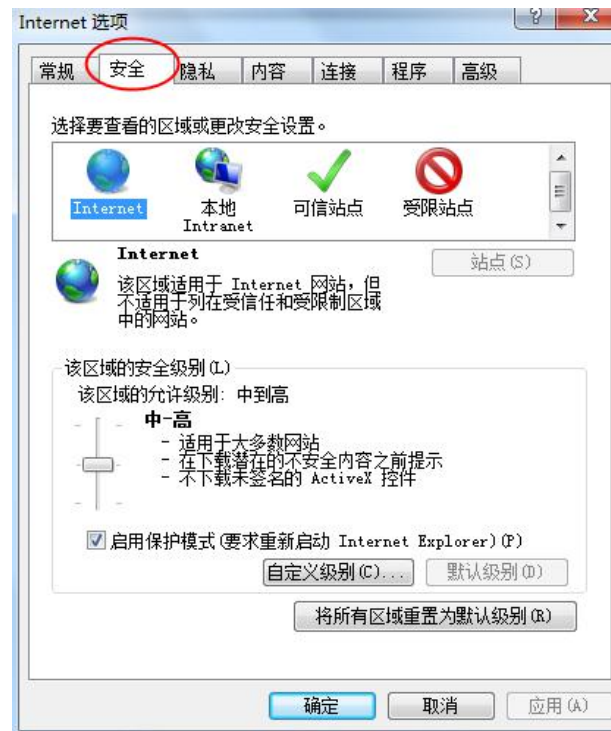 Internet 选项
常规 安全 隐私 内容 连接 程序 高级
选择要查看的区域或更改安全设置。
Internet 本地 Intranet 可信站点 受限站点
Internet
站点(S)
该区域适用于 Internet 网站，但
不适用于列在受信任和受限制区域
中的网站。
该区域的安全级别(L)
该区域的允许级别: 中到高
中-高
- 适用于大多数网站
- 在下载潜在的不安全内容之前提示
- 不下载未签名的 ActiveX 控件
启用保护模式(要求重新启动 Internet Explorer)(P)
自定义级别(C)... 默认级别(D)
将所有区域重置为默认级别(R)
确定 取消 应用(A)